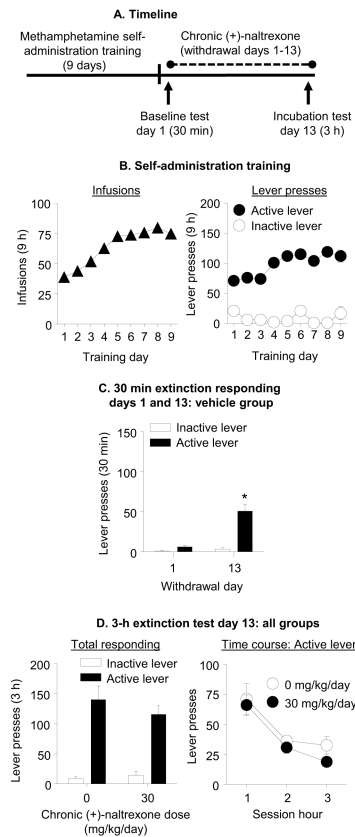 A. Timeline
Methamphetamine self-
administration training
(9 days)
Chronic (+)-naltrexone
(withdrawal days 1-13)
Baseline test
day 1 (30 min)
Incubation test
day 13 (3 h)
B. Self-administration training
Infusions
Infusions (9 h)
100
75
50
25
0
1 2 3 4 5 6 7 8 9
Training day
Lever presses
Active lever
Inactive lever
Lever presses (9 h)
200
150
100
50
0
1 2 3 4 5 6 7 8 9
Training day
C. 30 min extinction responding
days 1 and 13: vehicle group
Inactive lever
Active lever
Lever presses (30 min)
150
100
50
0
*
1 13
Withdrawal day
D. 3-h extinction test day 13: all groups
Total responding
Inactive lever
Active lever
Lever presses (3 h)
200
150
100
50
0
0 30
Chronic (+)-naltrexone dose
(mg/kg/day)
Time course: Active lever
0 mg/kg/day
30 mg/kg/day
Lever presses
100
75
50
25
0
1 2 3
Session hour